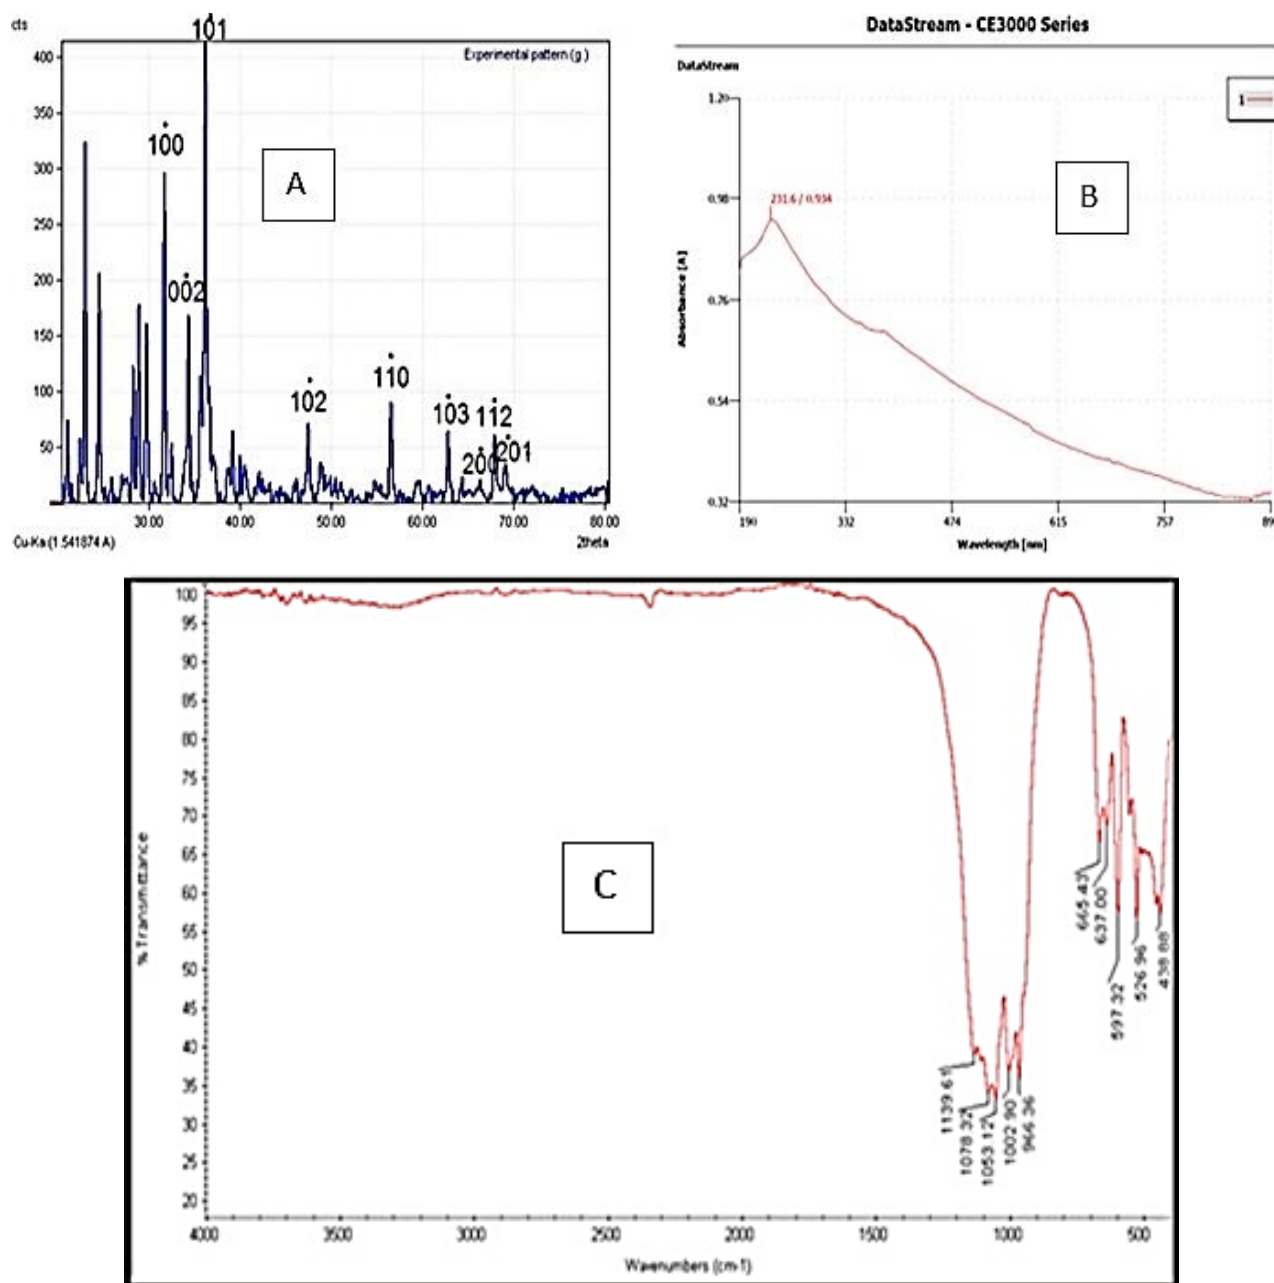 cts
Experimental pattern (g.)
400
350
300
250
200
150
100
50
101
100
002
102
110
103
200
112
201
A
30.00 40.00 50.00 60.00 70.00 80.00
Cu-Ka (1.541874 A)
2theta
DataStream - CE3000 Series
DataStream
1
1.20
0.98
0.76
0.54
0.32
Absorbance [A]
231.6 / 0.934
B
190 332 474 615 757 89
Wavelength [nm]
100
95
90
85
80
75
70
65
60
55
50
45
40
35
30
25
20
% Transmittance
C
1139.61
1078.32
1053.12
1002.90
966.36
665.43
637.00
597.32
526.96
438.88
4000 3500 3000 2500 2000 1500 1000 500
Wavenumbers (cm-1)